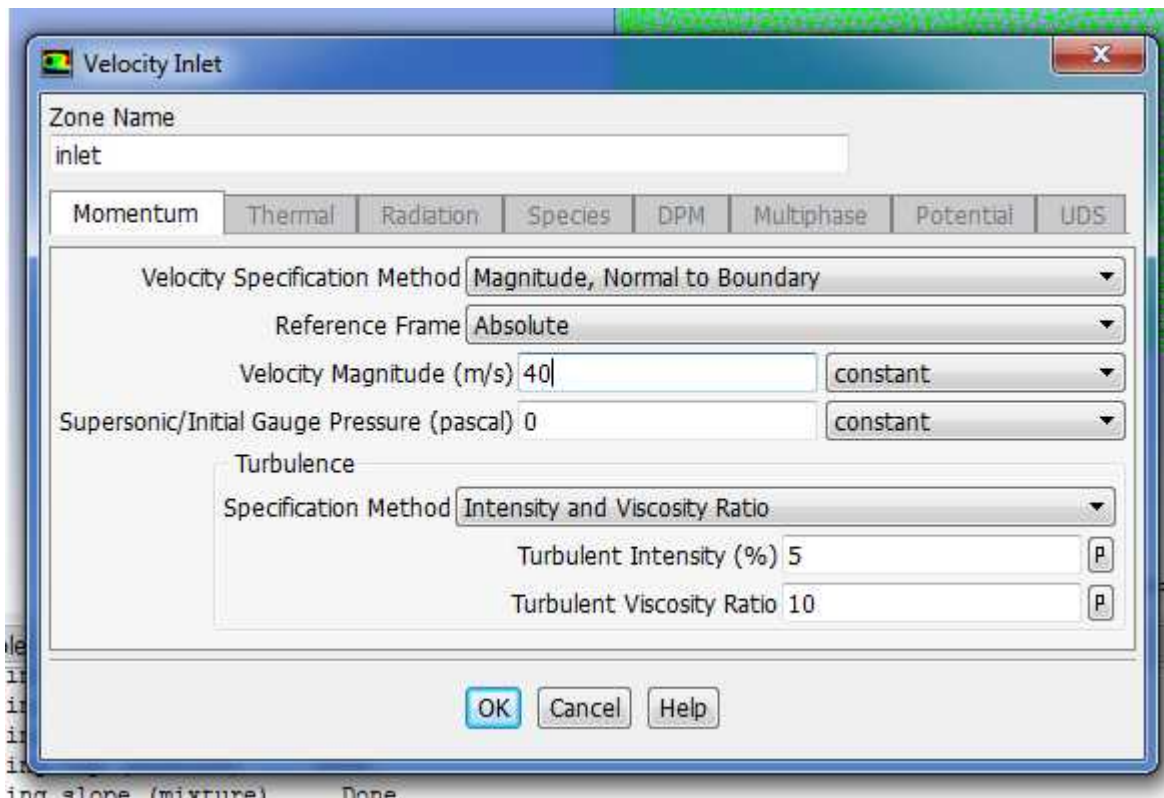 Velocity Inlet
Zone Name
inlet
Momentum Thermal Radiation Species DPM Multiphase Potential UDS
Velocity Specification Method Magnitude, Normal to Boundary
Reference Frame Absolute
Velocity Magnitude (m/s) 40 constant
Supersonic/Initial Gauge Pressure (pascal) 0 constant
Turbulence
Specification Method Intensity and Viscosity Ratio
Turbulent Intensity (%) 5 P
Turbulent Viscosity Ratio 10 P
OK Cancel Help
slope (mixture) Done